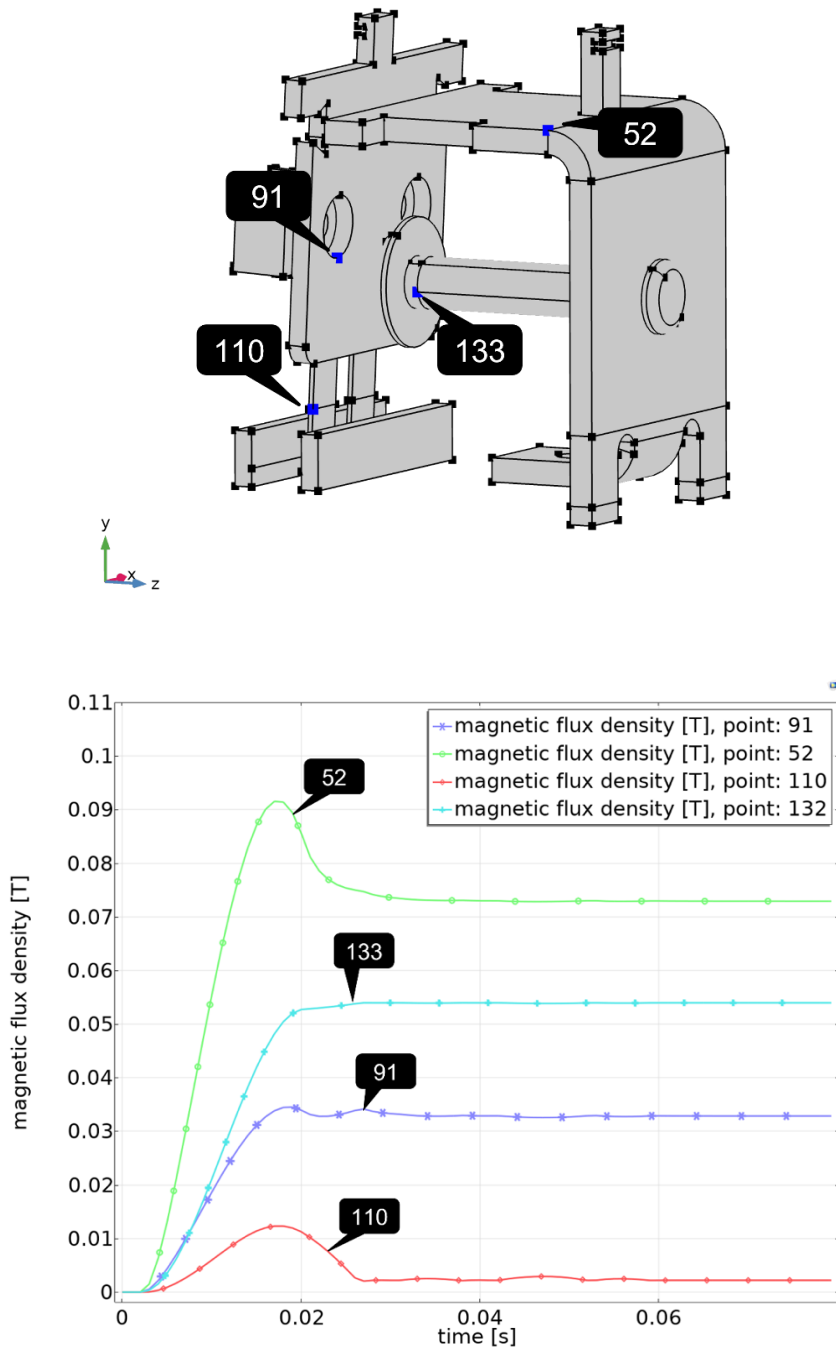 52
91
110
133
y
x
z
0.11
magnetic flux density [T], point: 91
0.1
magnetic flux density [T], point: 52
magnetic flux density [T], point: 110
0.09
52
magnetic flux density [T], point: 132
0.08
0.07
magnetic flux density [T]
0.06
133
0.05
0.04
91
0.03
0.02
110
0.01
0
0
0.02
0.04
0.06
time [s]